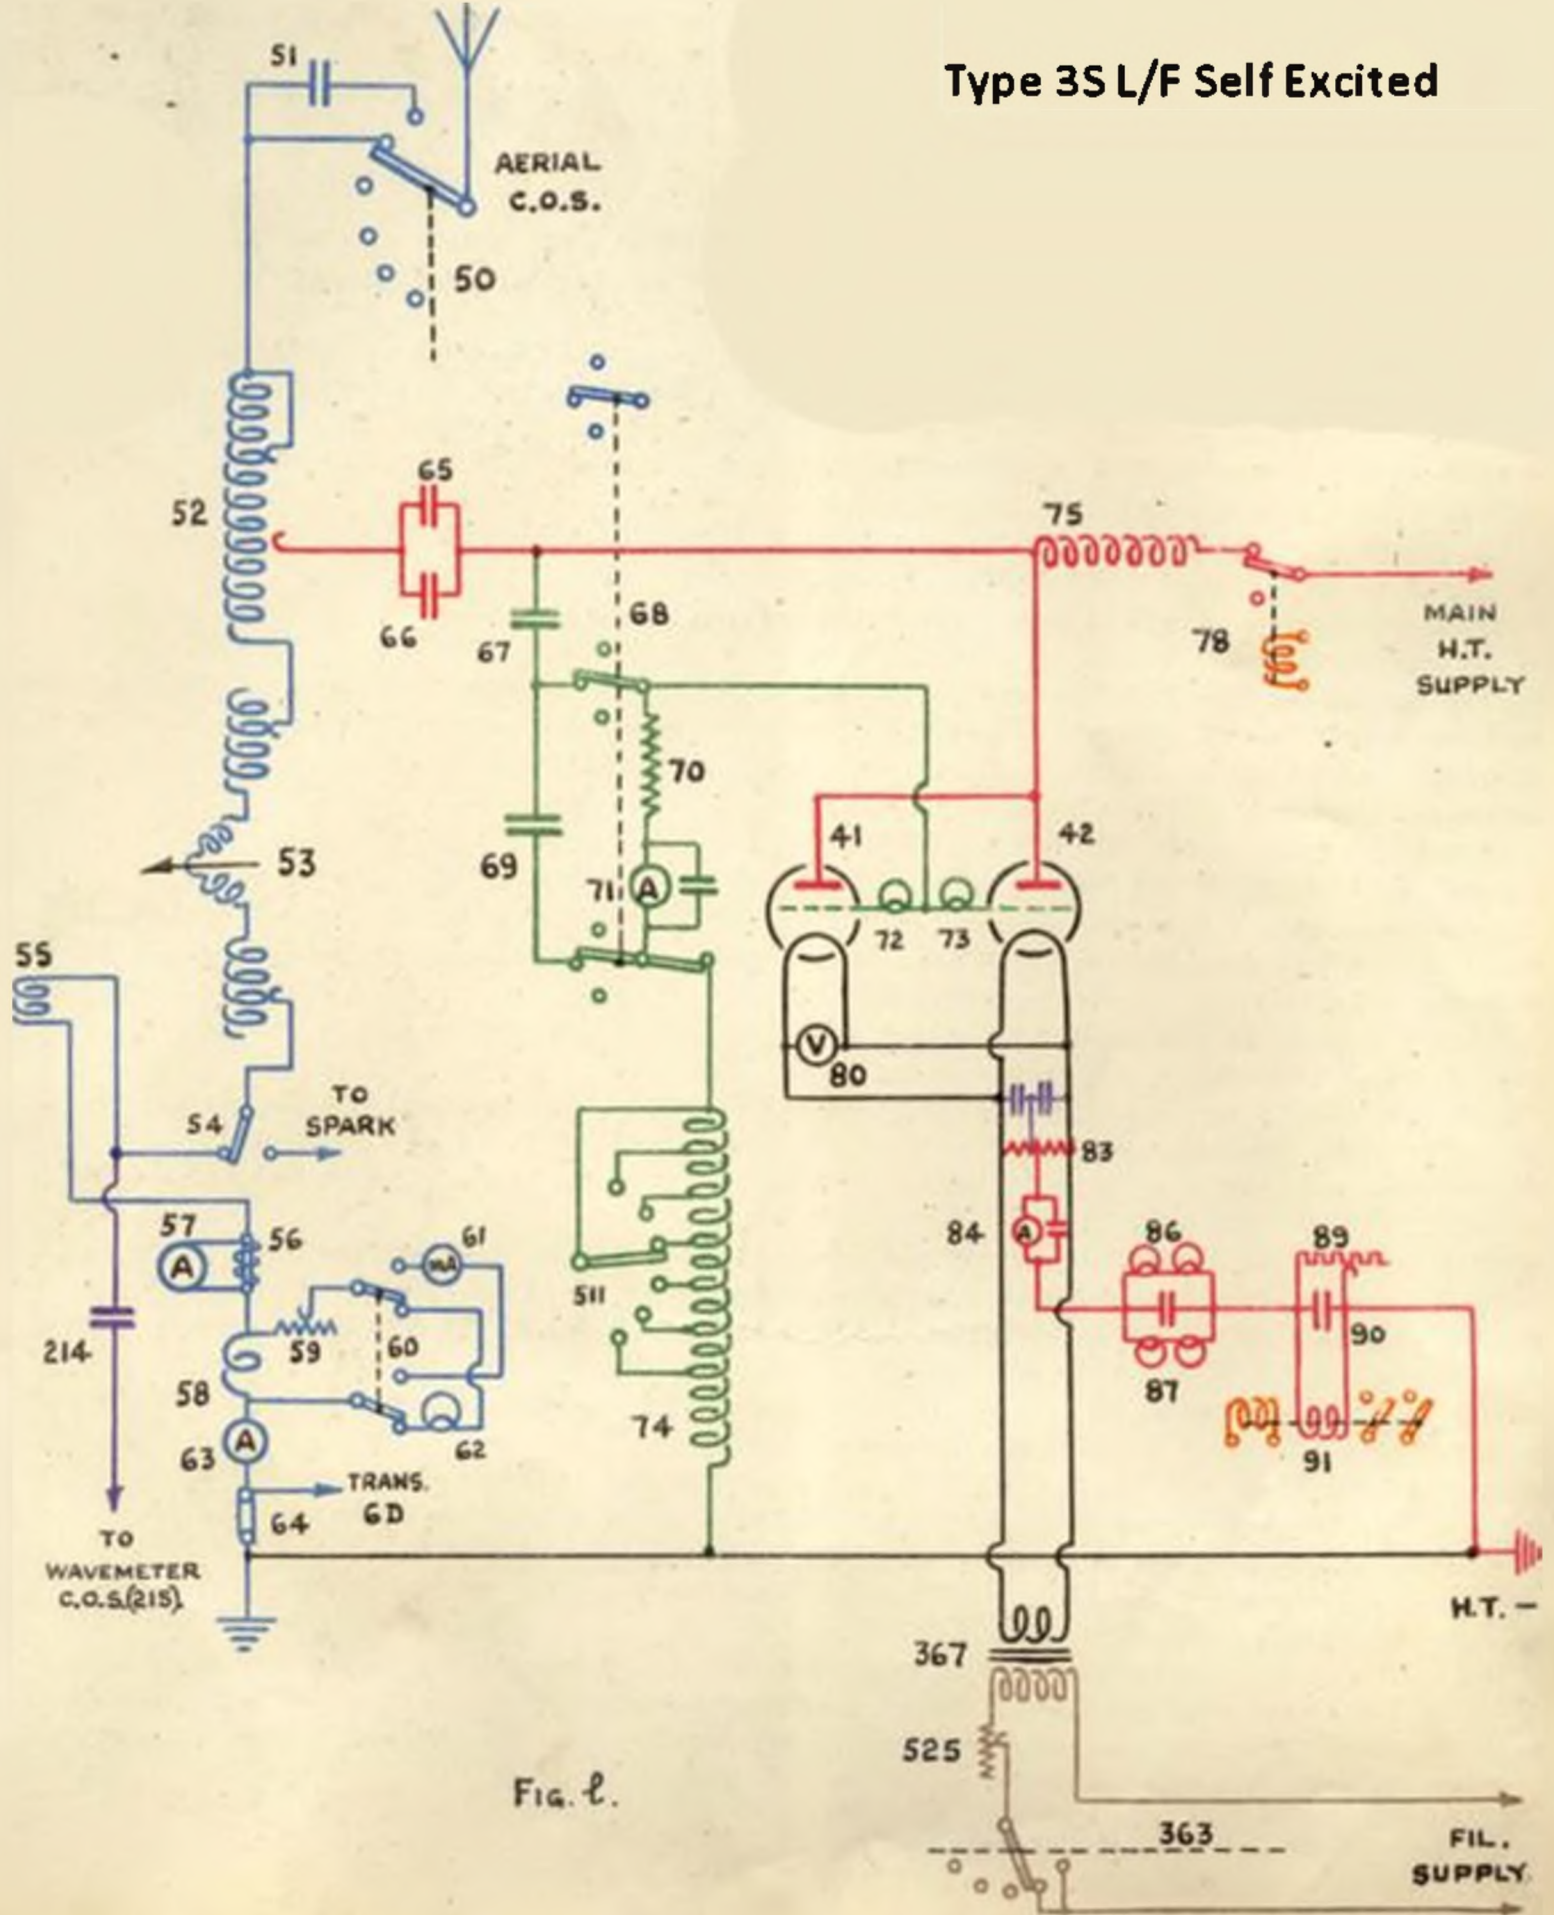 Type 3S L/F Self Excited
51
AERIAL
C.O.S.
50
52
65
66
67
68
75
78
MAIN
H.T.
SUPPLY
70
69
71
A
41
42
72
73
53
55
V
80
54
TO
SPARK
83
84
A
57
A
56
61
mA
511
86
89
214
59
60
90
58
87
74
63
A
62
91
TRANS.
6D
64
TO
WAVEMETER
C.O.S.(215).
H.T. –
367
525
FIG. l.
363
FIL.
SUPPLY